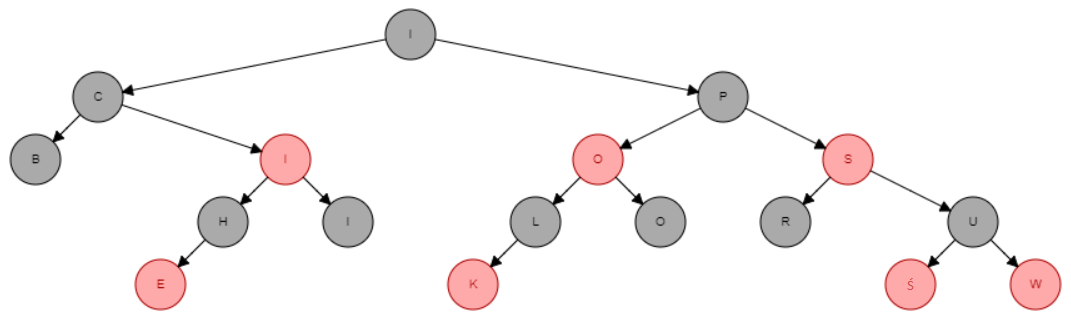 I
C P
B I O S
H I L O R U
E K Ś W